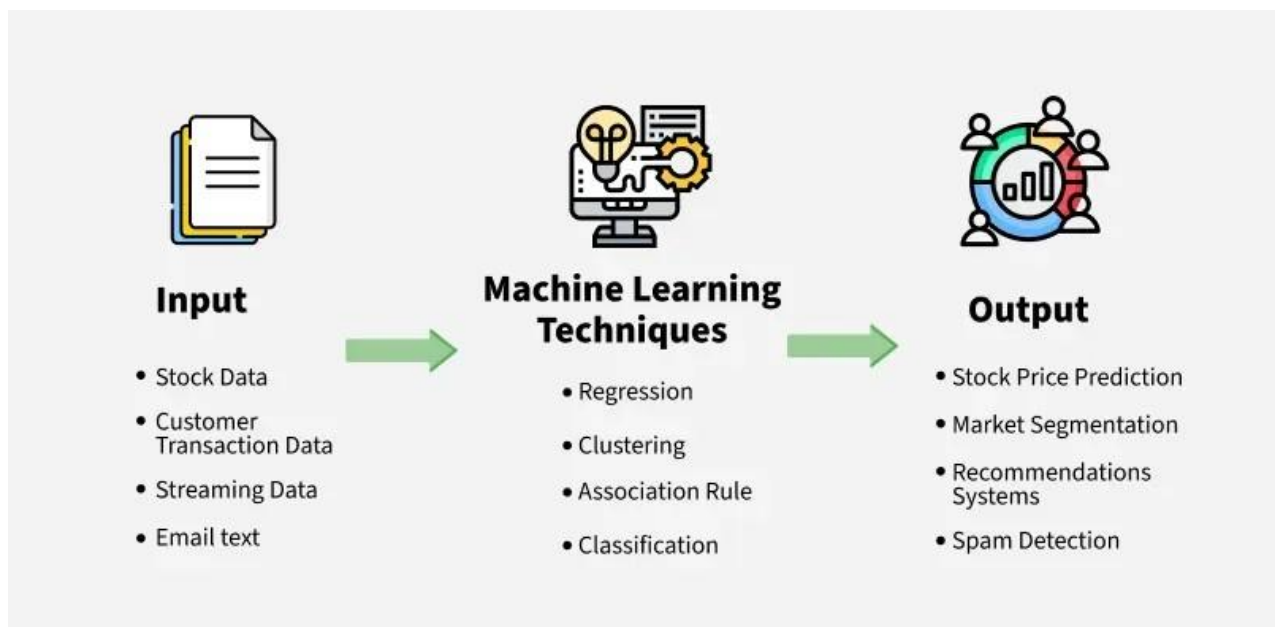 Input
• Stock Data
• Customer
Transaction Data
• Streaming Data
• Email text
Machine Learning
Techniques
• Regression
• Clustering
• Association Rule
• Classification
Output
• Stock Price Prediction
• Market Segmentation
• Recommendations
Systems
• Spam Detection